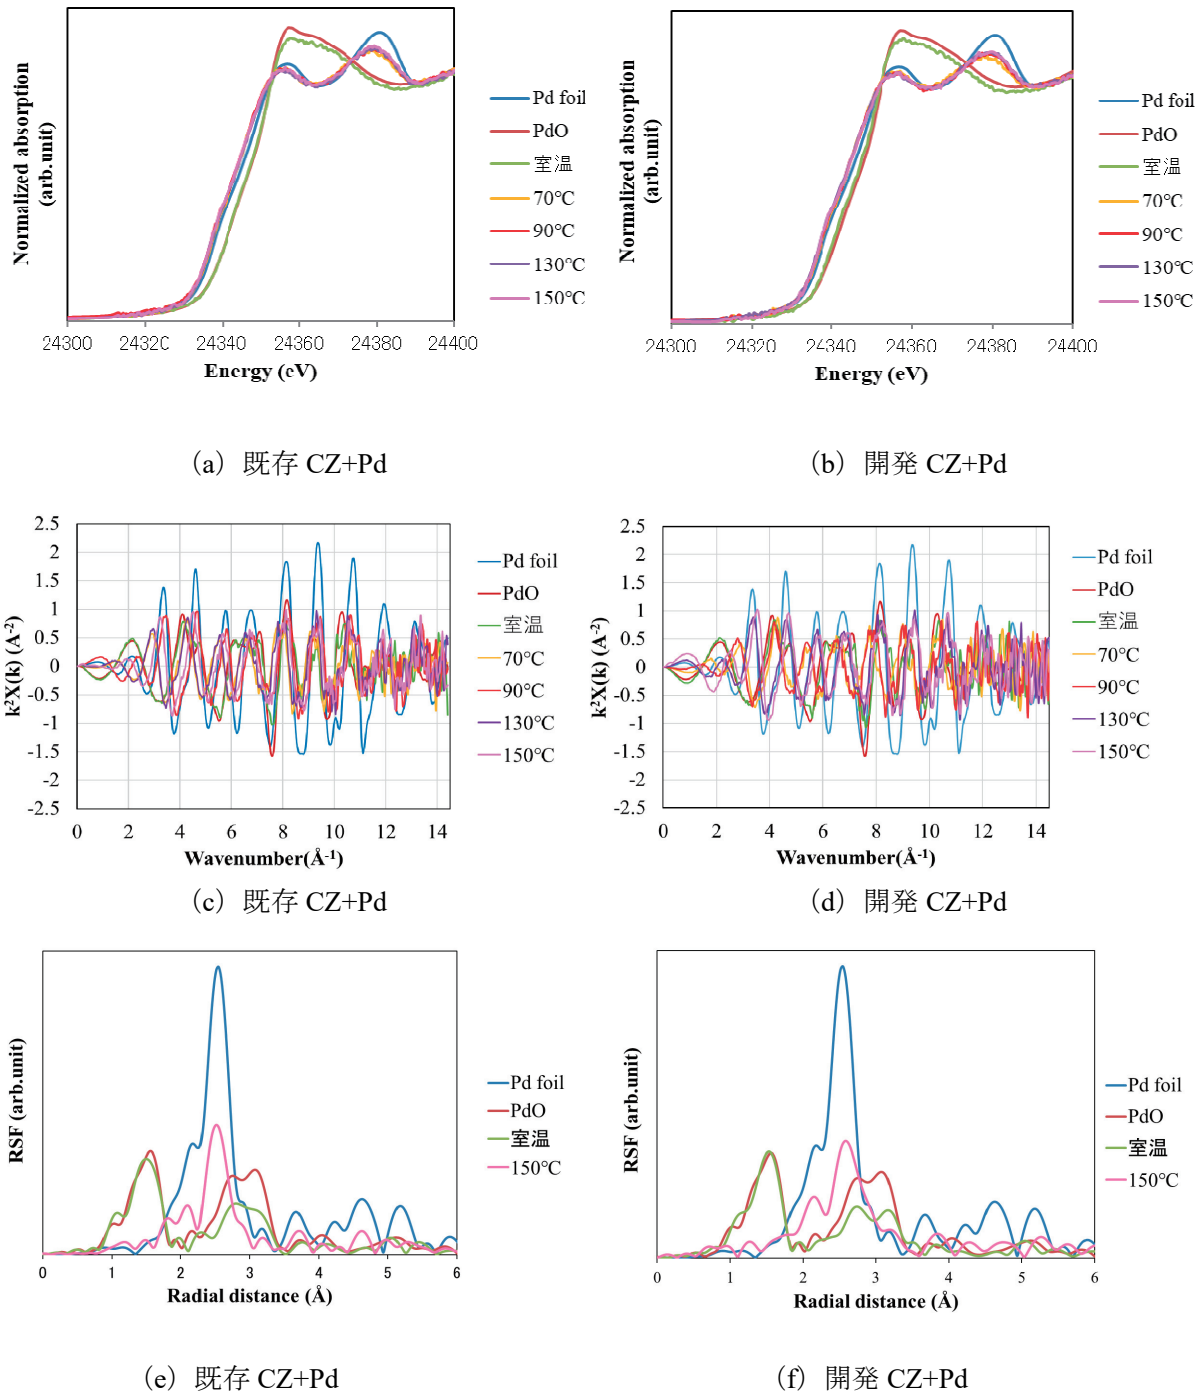 Normalized absorption
(arb.unit)
24300 24320 24340 24360 24380 24400
Energy (eV)
Pd foil
PdO
室温
70℃
90℃
130℃
150℃
(a) 既存 CZ+Pd
Normalized absorption
(arb.unit)
24300 24320 24340 24360 24380 24400
Energy (eV)
Pd foil
PdO
室温
70℃
90℃
130℃
150℃
(b) 開発 CZ+Pd
k²X(k) (A⁻²)
2.5
2
1.5
1
0.5
0
-0.5
-1
-1.5
-2
-2.5
0 2 4 6 8 10 12 14
Wavenumber(Å⁻¹)
Pd foil
PdO
室温
70℃
90℃
130℃
150℃
(c) 既存 CZ+Pd
k²X(k) (A⁻²)
2.5
2
1.5
1
0.5
0
-0.5
-1
-1.5
-2
-2.5
0 2 4 6 8 10 12 14
Wavenumber(Å⁻¹)
Pd foil
PdO
室温
70℃
90℃
130℃
150℃
(d) 開発 CZ+Pd
RSF (arb.unit)
0 1 2 3 4 5 6
Radial distance (Å)
Pd foil
PdO
室温
150℃
(e) 既存 CZ+Pd
RSF (arb.unit)
0 1 2 3 4 5 6
Radial distance (Å)
Pd foil
PdO
室温
150℃
(f) 開発 CZ+Pd